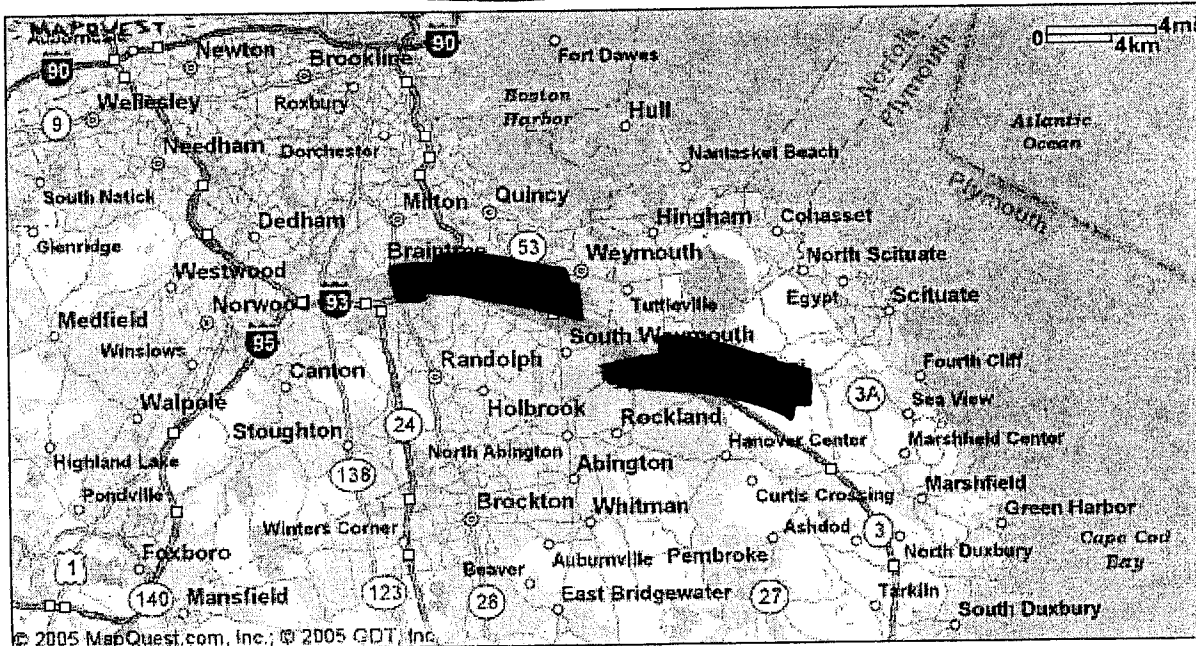 MAPQUEST
Auburndale
90
Newton
Brookline
90
Fort Dawes
0
4mi
4km
Norfolk
Plymouth
Wellesley
Roxbury
Boston
Harbor
Hull
9
Needham
Dorchester
Nantasket Beach
Atlantic
Ocean
South Natick
Milton
Quincy
Plymouth
Glenridge
Dedham
Hingham
Cohasset
Braintree
53
Weymouth
North Scituate
Westwood
Norwood
93
Tuttleville
Egypt
Scituate
Medfield
95
South Weymouth
Winslows
Canton
Randolph
Fourth Cliff
Walpole
Holbrook
3A
Sea View
Stoughton
24
Rockland
Hanover Center
Marshfield Center
Highland Lake
138
North Abington
Abington
Pondville
Curtis Crossing
Marshfield
Brockton
Whitman
Green Harbor
Winters Corner
Ashdod
3
North Duxbury
Cape Cod
Bay
1
Foxboro
Auburnville
Pembroke
Beaver
Tarkiln
140
Mansfield
123
28
East Bridgewater
27
South Duxbury
© 2005 MapQuest.com, Inc.; © 2005 GDT, Inc.